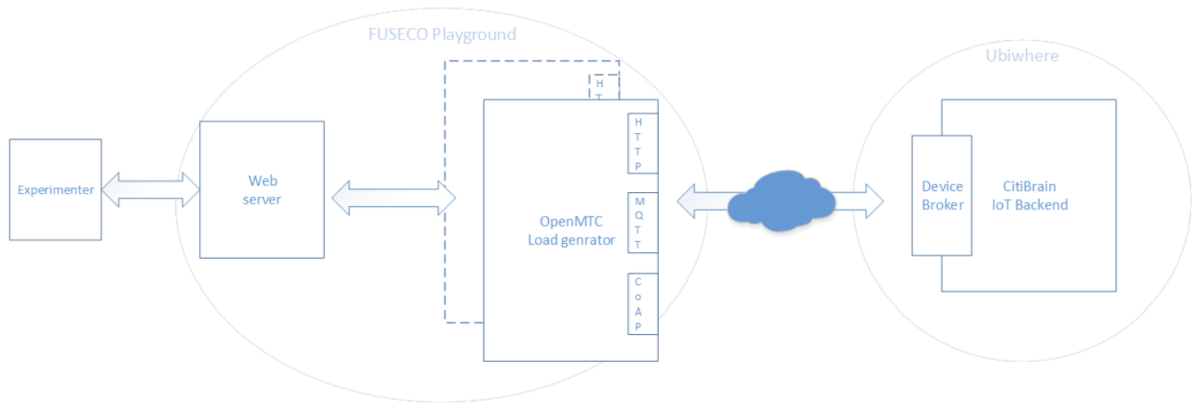 FUSECO Playground
Ubiwhere
Experimenter
Web
server
H
T
OpenMTC
Load genrator
H
T
T
P
M
Q
T
T
C
o
A
P
Device
Broker
CitiBrain
IoT Backend